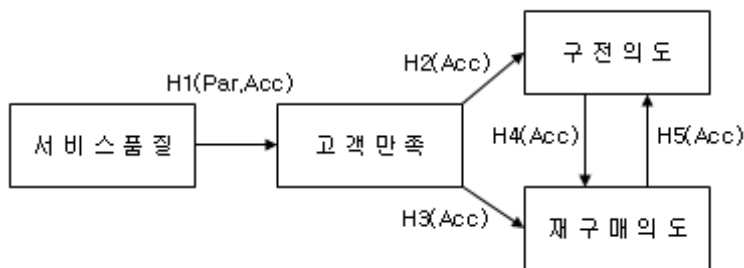 구 전 의 도
H2(Acc)
H1(Par,Acc)
서 비 스 품 질
고 객 만 족
H4(Acc)
H5(Acc)
H3(Acc)
재 구 매 의 도